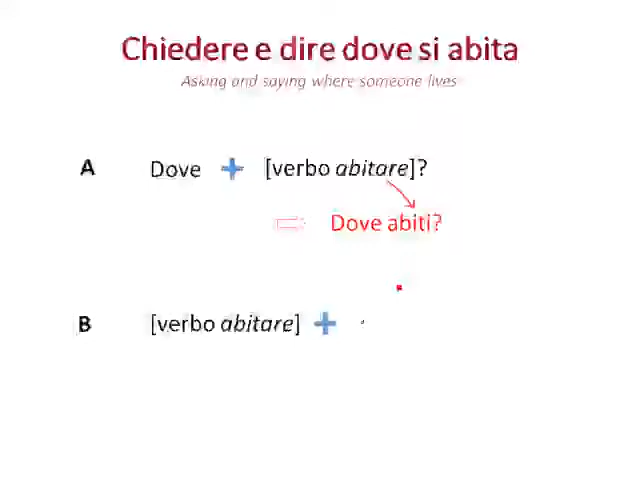 Chiedere e dire dove si abita
Asking and saying where someone lives
A Dove + [verbo abitare]?
Dove abiti?
B [verbo abitare] +